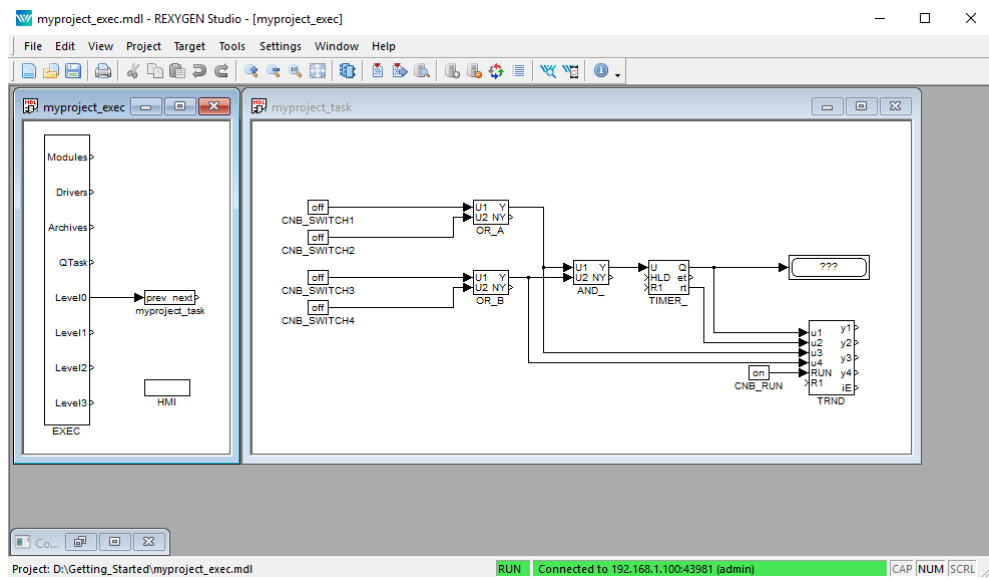 myproject_exec.mdl - REXYGEN Studio - [myproject_exec]
File Edit View Project Target Tools Settings Window Help
myproject_exec
Modules
Drivers
Archives
QTask
Level0
prev next
myproject_task
Level1
Level2
HMI
Level3
EXEC
myproject_task
off
CNB_SWITCH1
off
CNB_SWITCH2
U1 Y
U2 NY
OR_A
off
CNB_SWITCH3
off
CNB_SWITCH4
U1 Y
U2 NY
OR_B
U1 Y
U2 NY
AND_
U Q
HLD et
R1 rt
TIMER_
???
on
CNB_RUN
u1 y1
u2 y2
u3 y3
u4
RUN y4
R1 iE
TRND
Co...
Project: D:\Getting_Started\myproject_exec.mdl RUN Connected to 192.168.1.100:43981 (admin) CAP NUM SCRL